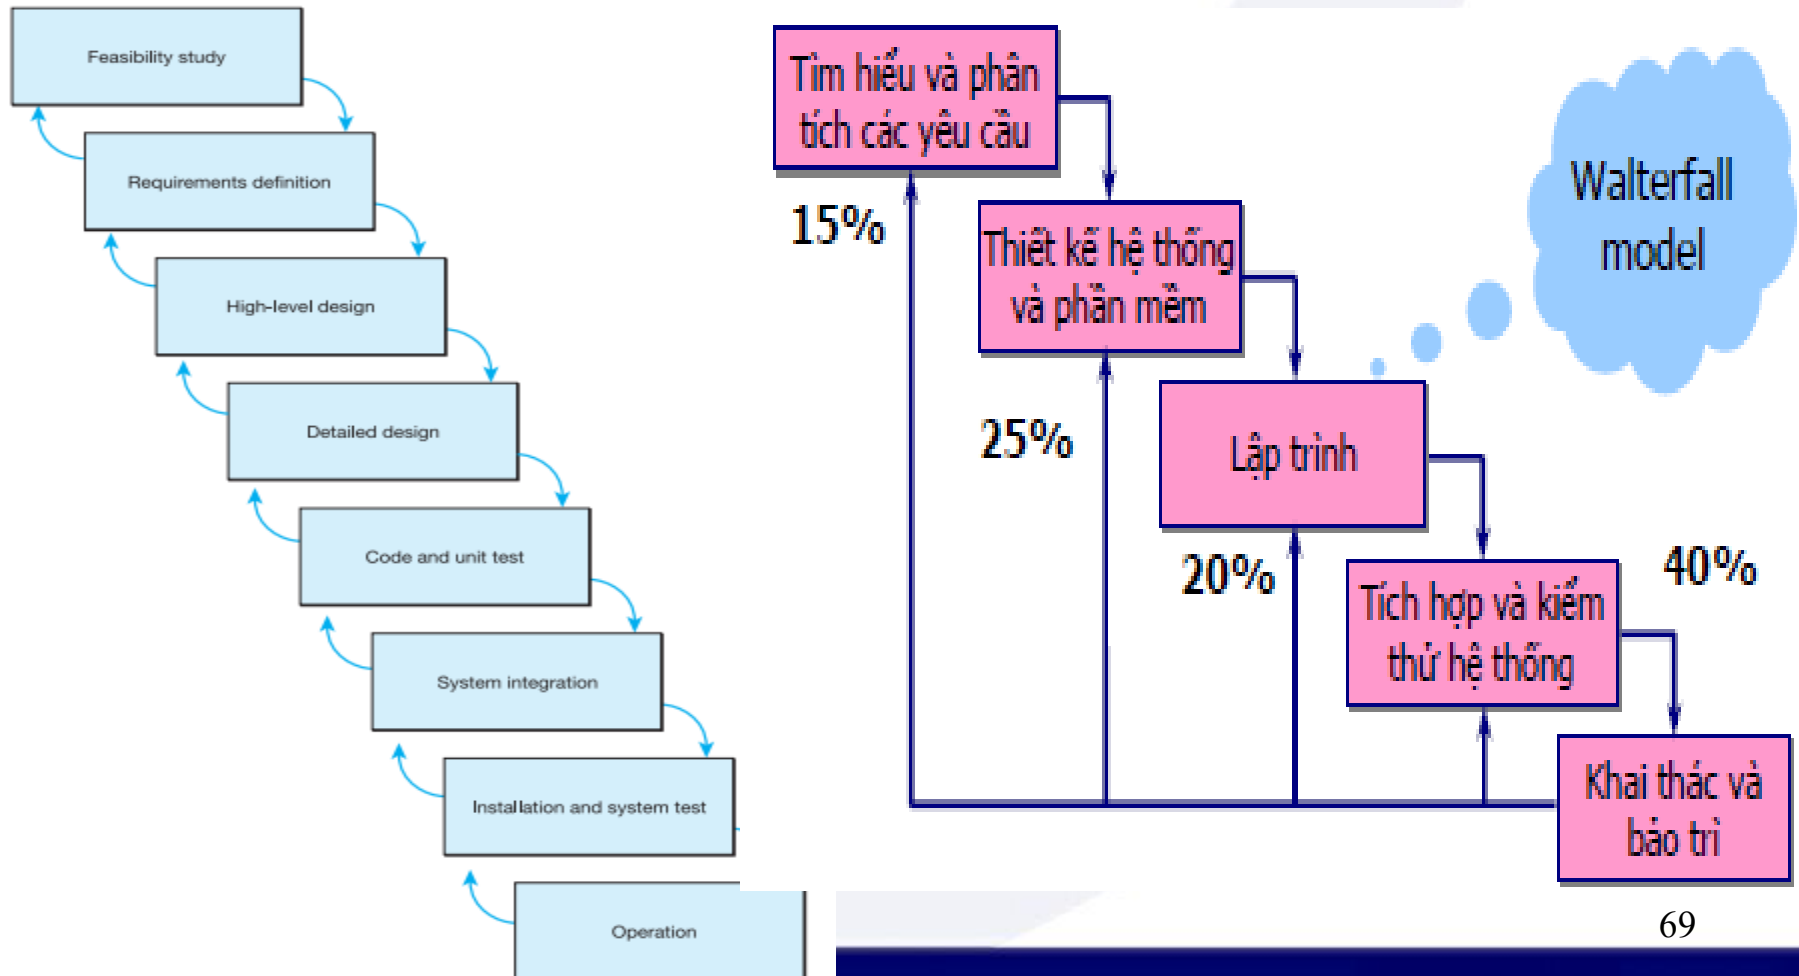 Feasibility study
Requirements definition
High-level design
Detailed design
Code and unit test
System integration
Installation and system test
Operation
Tìm hiểu và phân
tích các yêu cầu
15%
Thiết kế hệ thống
và phần mềm
25%
Lập trình
20%
Tích hợp và kiểm
thử hệ thống
40%
Khai thác và
bảo trì
Walterfall
model
69